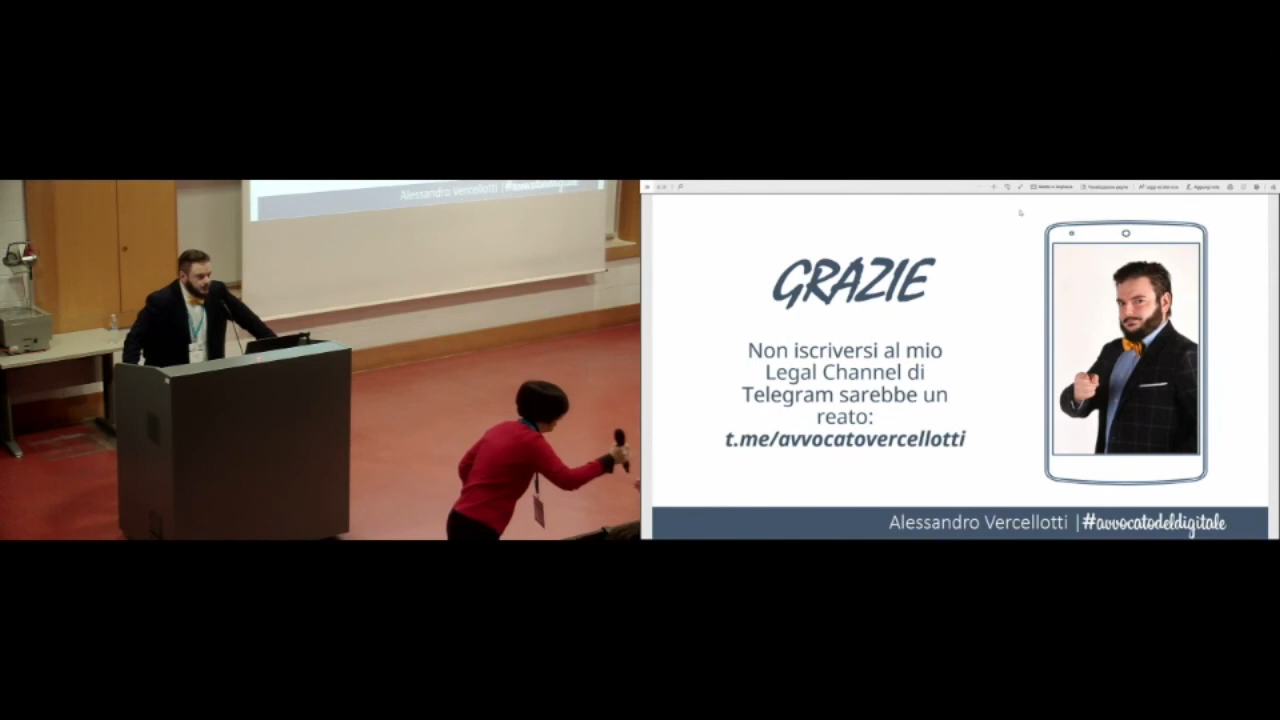 Alessandro Vercellotti | #avvocatodeldigitale
GRAZIE
Non iscriversi al mio
Legal Channel di
Telegram sarebbe un
reato:
t.me/avvocatovercellotti
Alessandro Vercellotti | #avvocatodeldigitale